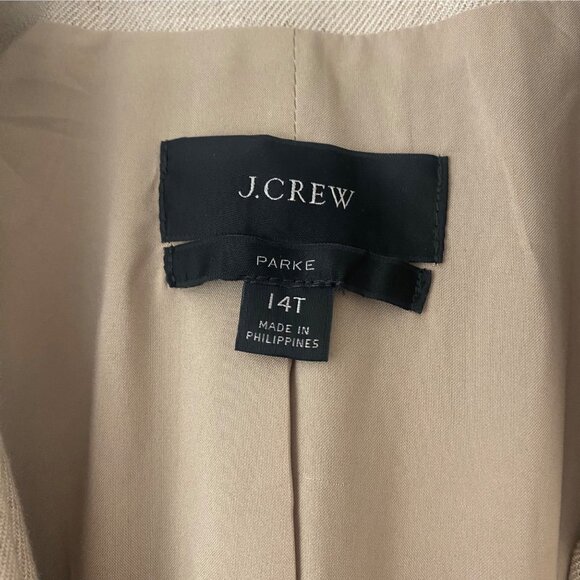 J.CREW
PARKE
14T
MADE IN
PHILIPPINES